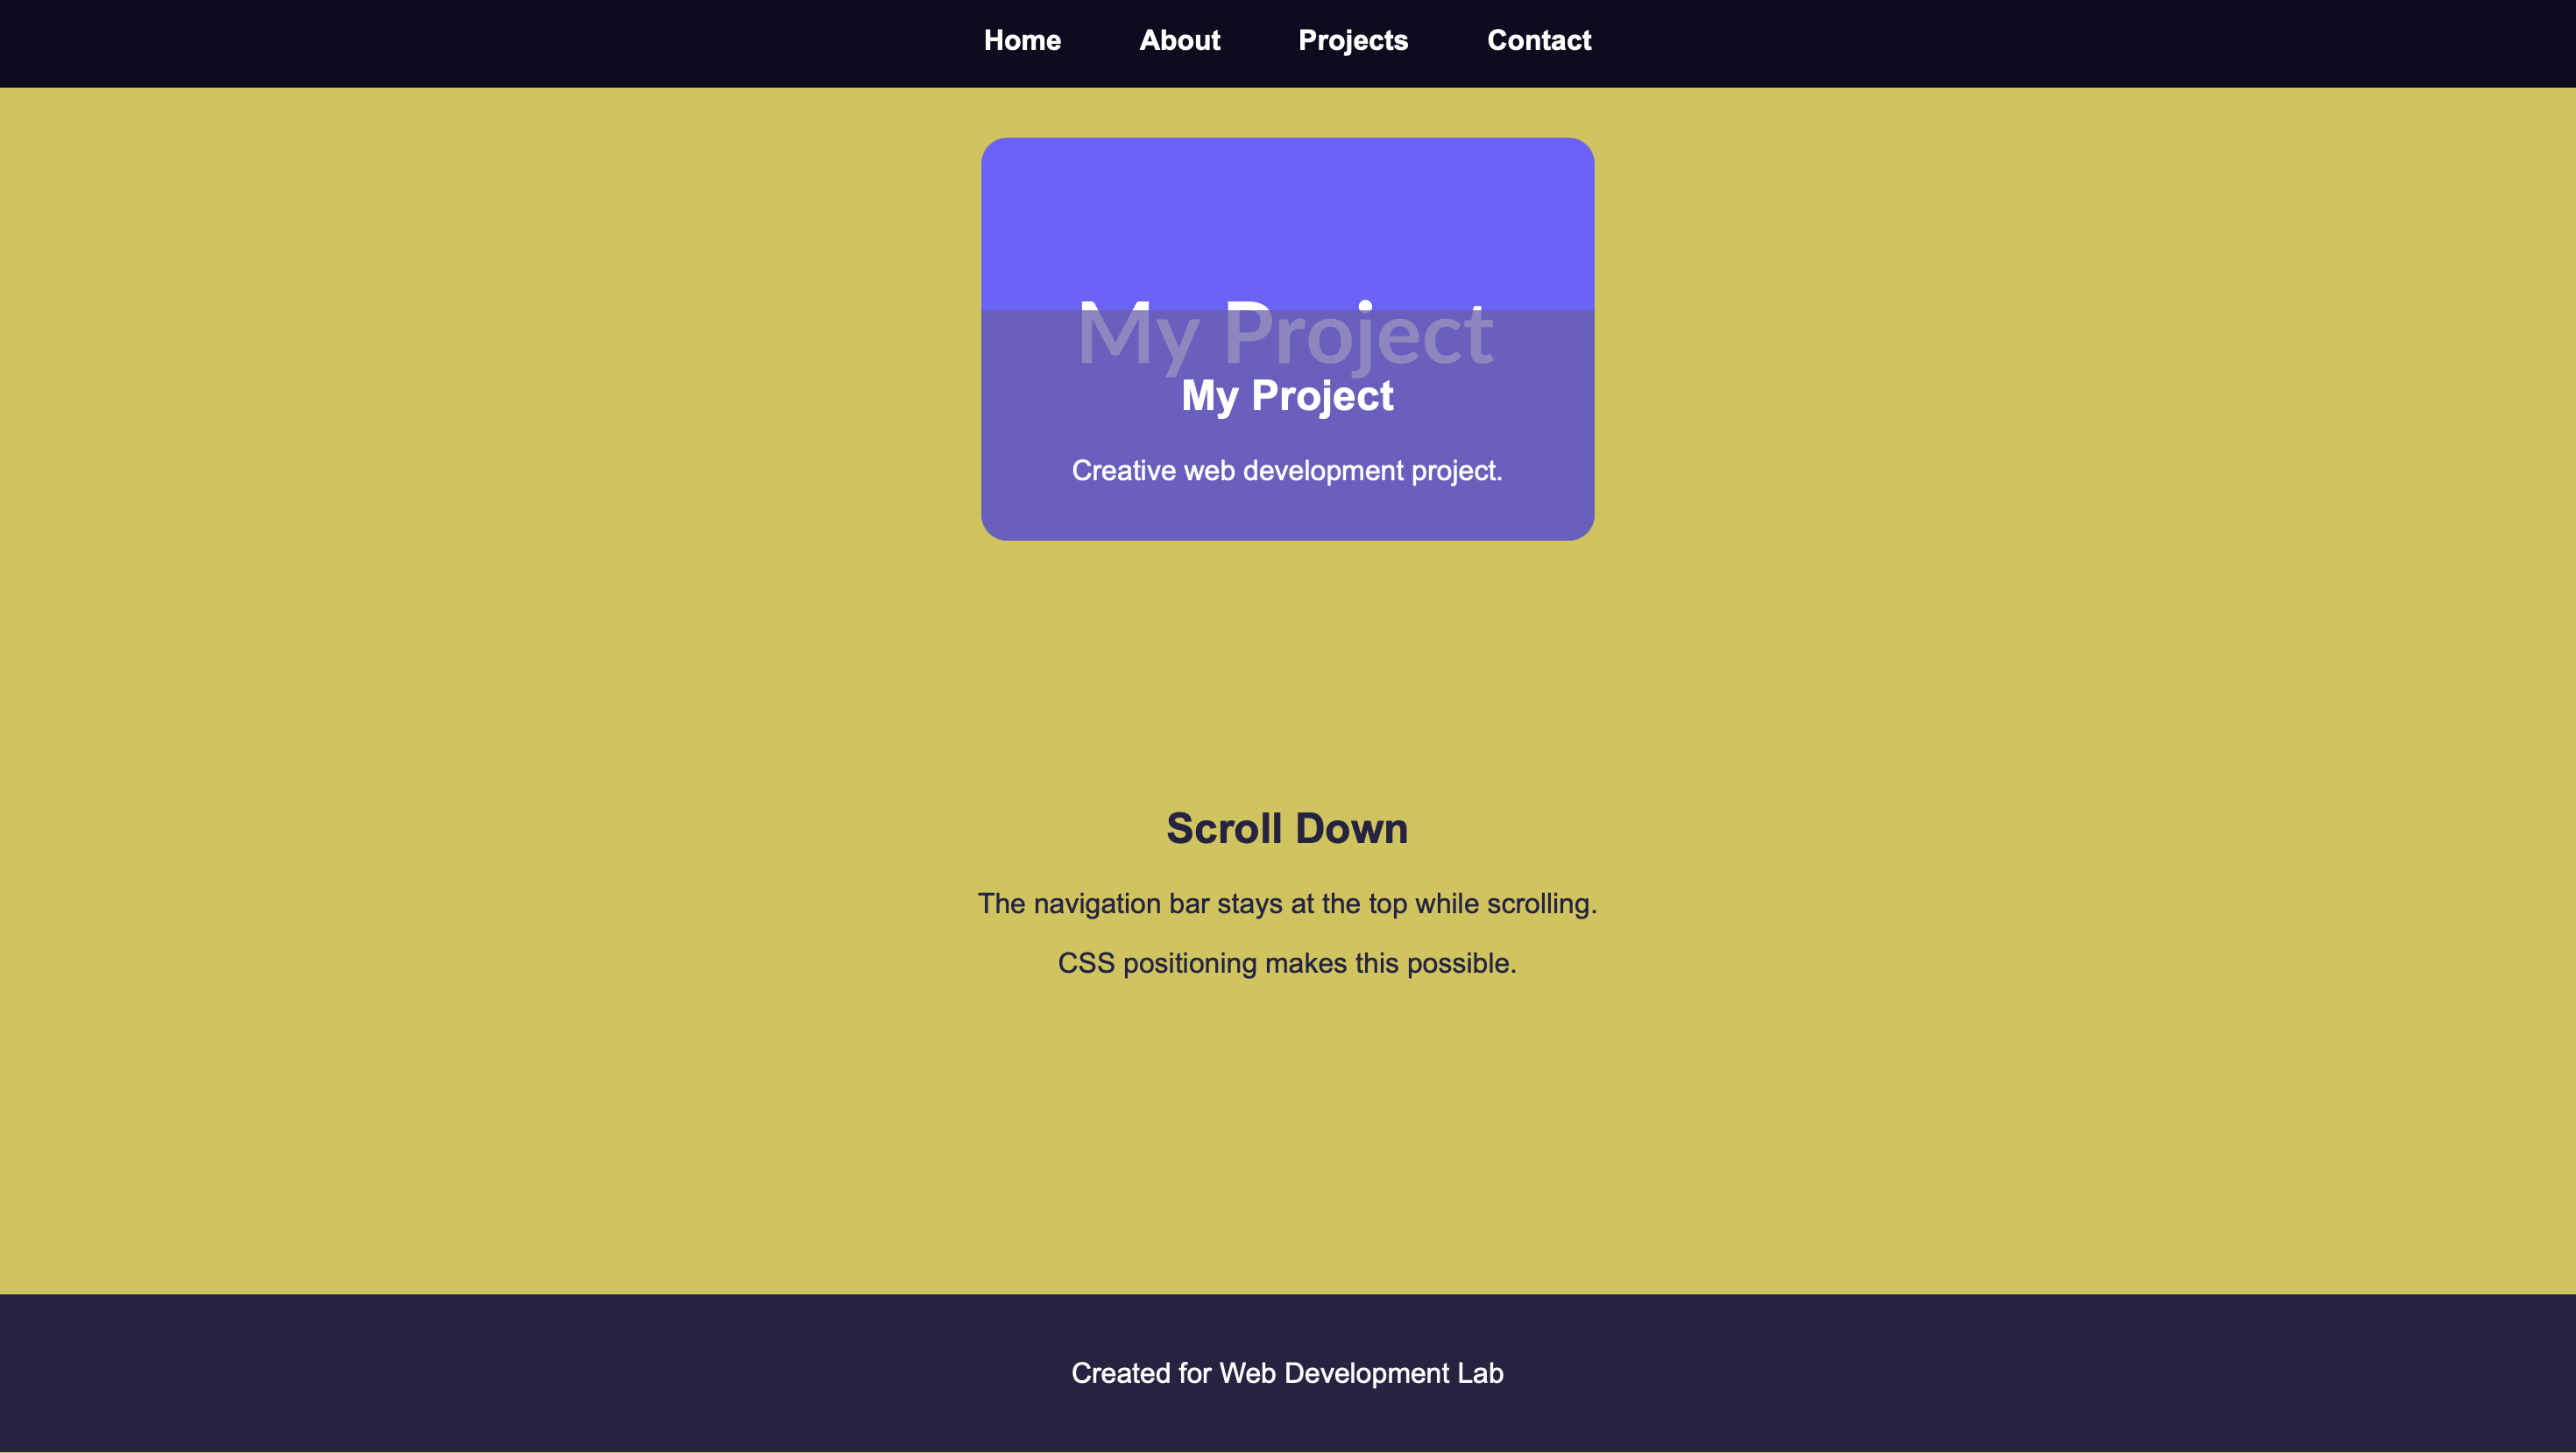 Home About Projects Contact
My Project
My Project
Creative web development project.
Scroll Down
The navigation bar stays at the top while scrolling.
CSS positioning makes this possible.
Created for Web Development Lab